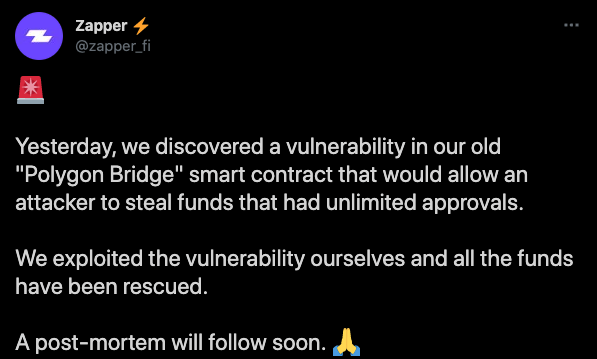 Zapper ⚡
@zapper_fi
🚨
Yesterday, we discovered a vulnerability in our old
"Polygon Bridge" smart contract that would allow an
attacker to steal funds that had unlimited approvals.
We exploited the vulnerability ourselves and all the funds
have been rescued.
A post-mortem will follow soon. 🙏